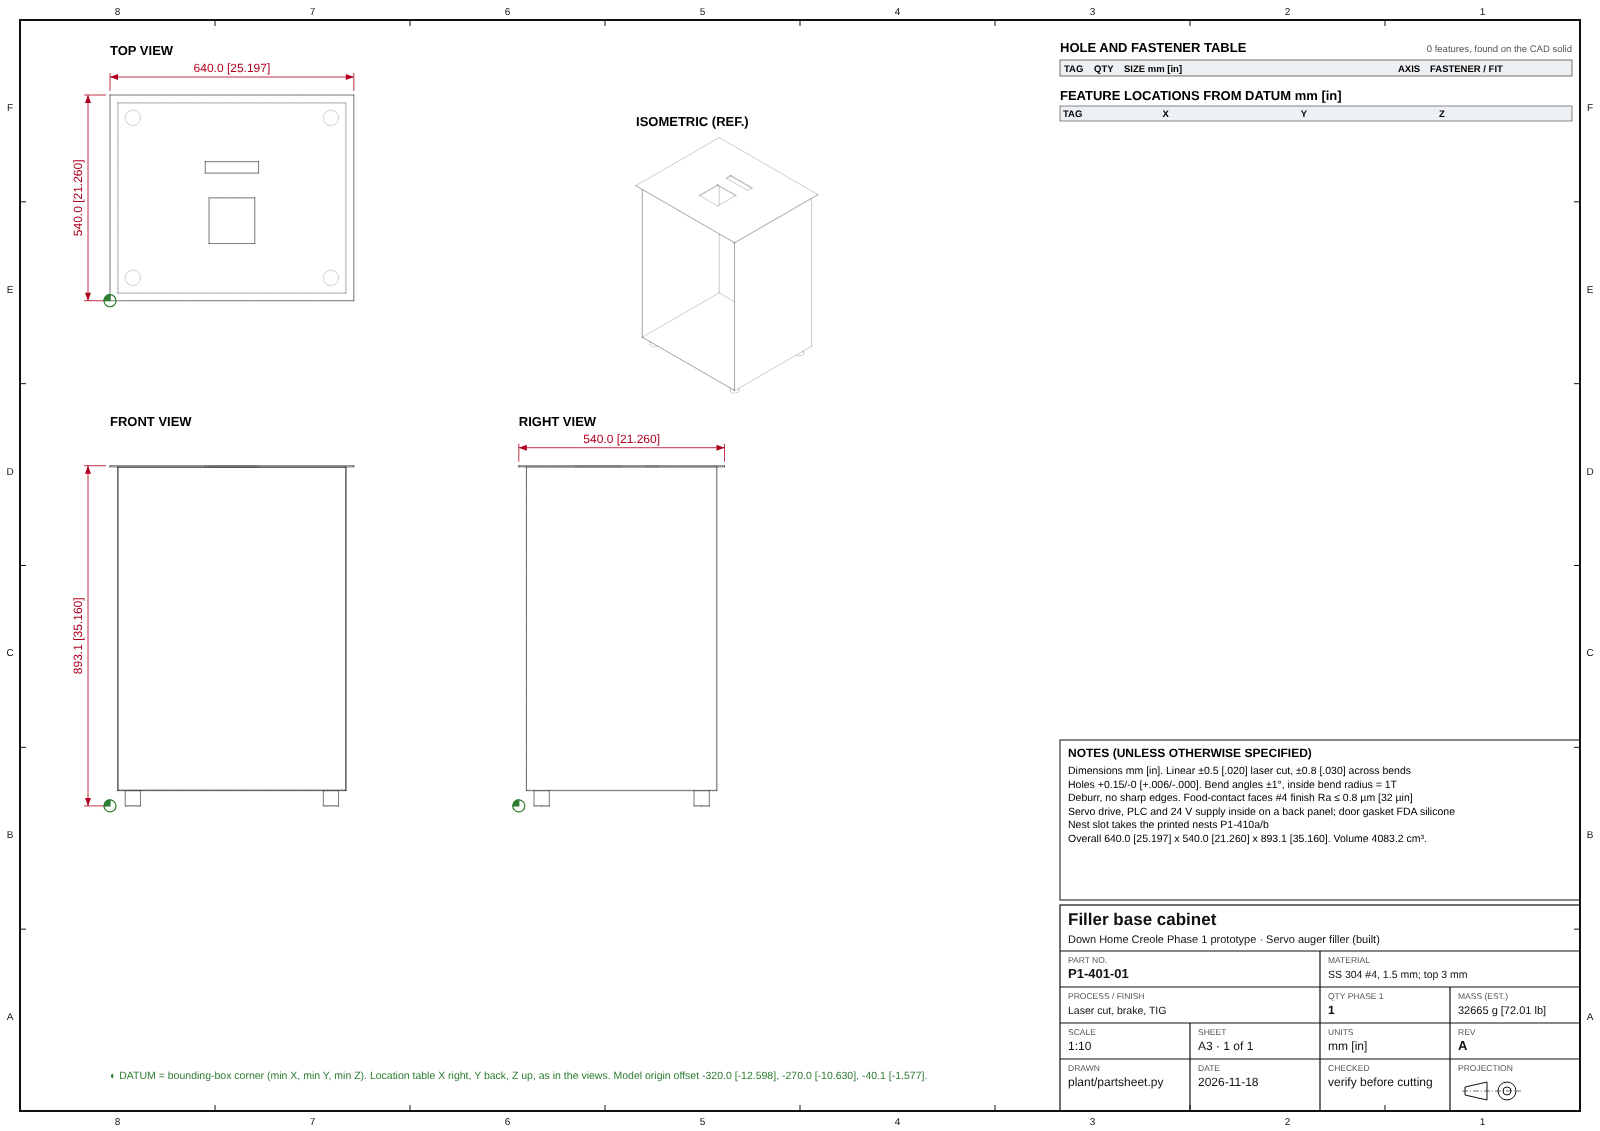 8 7 6 5 4 3 2 1
TOP VIEW
640.0 [25.197]
540.0 [21.260]
ISOMETRIC (REF.)
HOLE AND FASTENER TABLE
0 features, found on the CAD solid
TAG QTY SIZE mm [in] AXIS FASTENER / FIT
FEATURE LOCATIONS FROM DATUM mm [in]
TAG X Y Z
F F
E E
FRONT VIEW
RIGHT VIEW
540.0 [21.260]
893.1 [35.160]
D D
C C
B B
A A
NOTES (UNLESS OTHERWISE SPECIFIED)
Dimensions mm [in]. Linear ±0.5 [.020] laser cut, ±0.8 [.030] across bends
Holes +0.15/-0 [+.006/-.000]. Bend angles ±1°, inside bend radius = 1T
Deburr, no sharp edges. Food-contact faces #4 finish Ra ≤ 0.8 µm [32 µin]
Servo drive, PLC and 24 V supply inside on a back panel; door gasket FDA silicone
Nest slot takes the printed nests P1-410a/b
Overall 640.0 [25.197] x 540.0 [21.260] x 893.1 [35.160]. Volume 4083.2 cm³.
Filler base cabinet
Down Home Creole Phase 1 prototype · Servo auger filler (built)
PART NO.
P1-401-01
MATERIAL
SS 304 #4, 1.5 mm; top 3 mm
PROCESS / FINISH
Laser cut, brake, TIG
QTY PHASE 1
1
MASS (EST.)
32665 g [72.01 lb]
SCALE
1:10
SHEET
A3 · 1 of 1
UNITS
mm [in]
REV
A
DRAWN
plant/partsheet.py
DATE
2026-11-18
CHECKED
verify before cutting
PROJECTION
DATUM = bounding-box corner (min X, min Y, min Z). Location table X right, Y back, Z up, as in the views. Model origin offset -320.0 [-12.598], -270.0 [-10.630], -40.1 [-1.577].
8 7 6 5 4 3 2 1